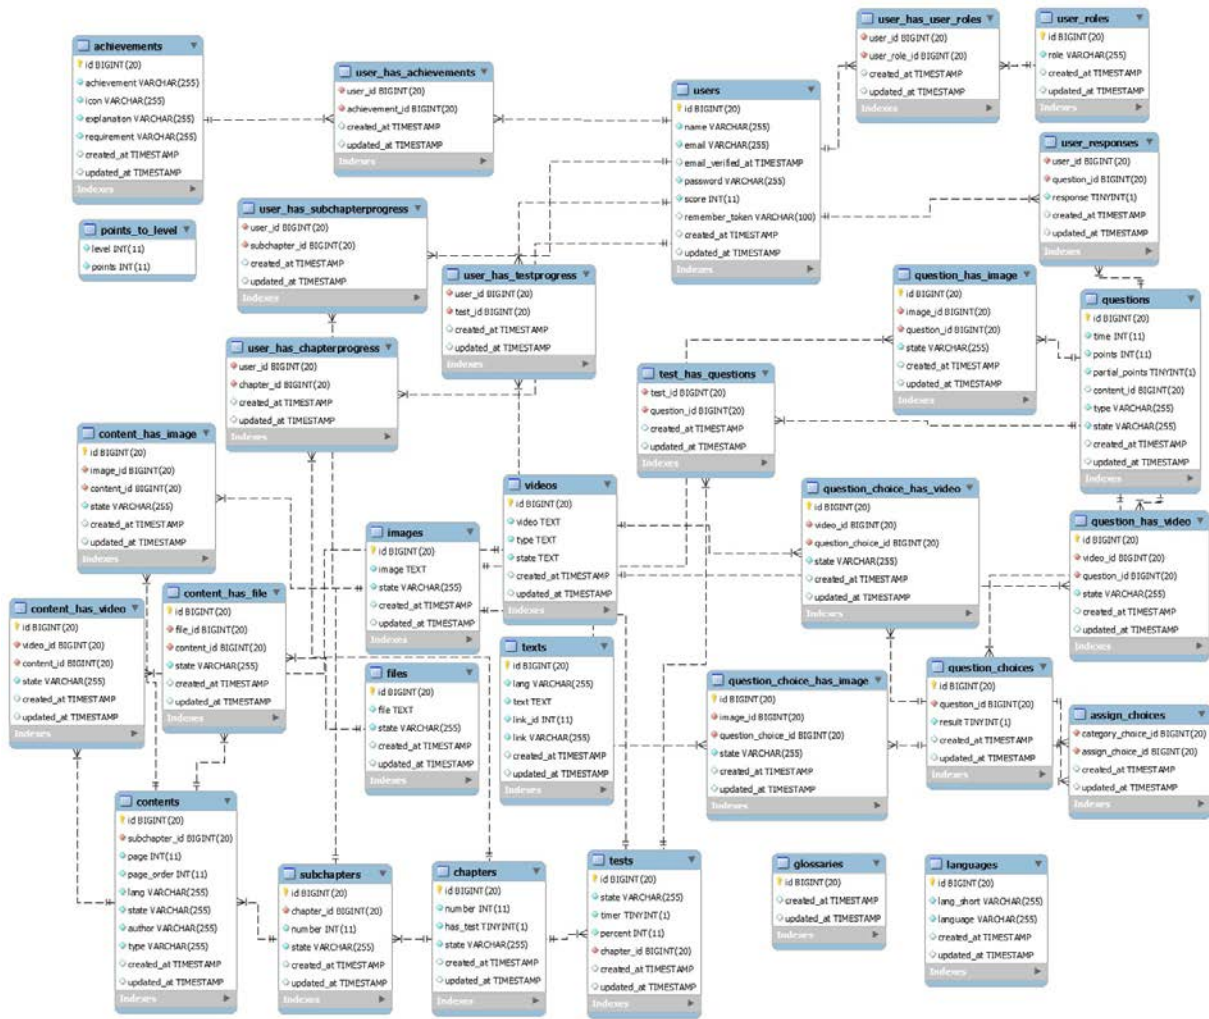 achievements
id BIGINT(20)
achievement VARCHAR(255)
icon VARCHAR(255)
explanation VARCHAR(255)
requirement VARCHAR(255)
created_at TIMESTAMP
updated_at TIMESTAMP
Indexes
user_has_achievements
user_id BIGINT(20)
achievement_id BIGINT(20)
created_at TIMESTAMP
updated_at TIMESTAMP
Indexes
users
id BIGINT(20)
name VARCHAR(255)
email VARCHAR(255)
email_verified_at TIMESTAMP
password VARCHAR(255)
score INT(11)
remember_token VARCHAR(100)
created_at TIMESTAMP
updated_at TIMESTAMP
Indexes
user_has_user_roles
user_id BIGINT(20)
user_role_id BIGINT(20)
created_at TIMESTAMP
updated_at TIMESTAMP
Indexes
user_roles
id BIGINT(20)
role VARCHAR(255)
created_at TIMESTAMP
updated_at TIMESTAMP
Indexes
user_responses
user_id BIGINT(20)
question_id BIGINT(20)
response TINYINT(1)
created_at TIMESTAMP
updated_at TIMESTAMP
Indexes
points_to_level
level INT(11)
points INT(11)
user_has_subchapterprogress
user_id BIGINT(20)
subchapter_id BIGINT(20)
created_at TIMESTAMP
updated_at TIMESTAMP
Indexes
user_has_testprogress
user_id BIGINT(20)
test_id BIGINT(20)
created_at TIMESTAMP
updated_at TIMESTAMP
Indexes
question_has_image
id BIGINT(20)
image_id BIGINT(20)
question_id BIGINT(20)
state VARCHAR(255)
created_at TIMESTAMP
updated_at TIMESTAMP
Indexes
questions
id BIGINT(20)
time INT(11)
points INT(11)
partial_points TINYINT(1)
content_id BIGINT(20)
type VARCHAR(255)
state VARCHAR(255)
created_at TIMESTAMP
updated_at TIMESTAMP
Indexes
user_has_chapterprogress
user_id BIGINT(20)
chapter_id BIGINT(20)
created_at TIMESTAMP
updated_at TIMESTAMP
Indexes
test_has_questions
test_id BIGINT(20)
question_id BIGINT(20)
created_at TIMESTAMP
updated_at TIMESTAMP
Indexes
content_has_image
id BIGINT(20)
image_id BIGINT(20)
content_id BIGINT(20)
state VARCHAR(255)
created_at TIMESTAMP
updated_at TIMESTAMP
Indexes
images
id BIGINT(20)
image TEXT
state VARCHAR(255)
created_at TIMESTAMP
updated_at TIMESTAMP
Indexes
videos
id BIGINT(20)
video TEXT
type TEXT
state TEXT
created_at TIMESTAMP
updated_at TIMESTAMP
Indexes
question_choice_has_video
id BIGINT(20)
video_id BIGINT(20)
question_choice_id BIGINT(20)
state VARCHAR(255)
created_at TIMESTAMP
updated_at TIMESTAMP
Indexes
question_has_video
id BIGINT(20)
video_id BIGINT(20)
question_id BIGINT(20)
state VARCHAR(255)
created_at TIMESTAMP
updated_at TIMESTAMP
Indexes
content_has_video
id BIGINT(20)
video_id BIGINT(20)
content_id BIGINT(20)
state VARCHAR(255)
created_at TIMESTAMP
updated_at TIMESTAMP
Indexes
content_has_file
id BIGINT(20)
file_id BIGINT(20)
content_id BIGINT(20)
state VARCHAR(255)
created_at TIMESTAMP
updated_at TIMESTAMP
Indexes
files
id BIGINT(20)
file TEXT
state VARCHAR(255)
created_at TIMESTAMP
updated_at TIMESTAMP
Indexes
texts
id BIGINT(20)
lang VARCHAR(255)
text TEXT
link_id INT(11)
link VARCHAR(255)
created_at TIMESTAMP
updated_at TIMESTAMP
Indexes
question_choice_has_image
id BIGINT(20)
image_id BIGINT(20)
question_choice_id BIGINT(20)
state VARCHAR(255)
created_at TIMESTAMP
updated_at TIMESTAMP
Indexes
question_choices
id BIGINT(20)
question_id BIGINT(20)
result TINYINT(1)
created_at TIMESTAMP
updated_at TIMESTAMP
Indexes
assign_choices
category_choice_id BIGINT(20)
assign_choice_id BIGINT(20)
created_at TIMESTAMP
updated_at TIMESTAMP
Indexes
contents
id BIGINT(20)
subchapter_id BIGINT(20)
page INT(11)
page_order INT(11)
lang VARCHAR(255)
state VARCHAR(255)
author VARCHAR(255)
type VARCHAR(255)
created_at TIMESTAMP
updated_at TIMESTAMP
Indexes
subchapters
id BIGINT(20)
chapter_id BIGINT(20)
number INT(11)
state VARCHAR(255)
created_at TIMESTAMP
updated_at TIMESTAMP
Indexes
chapters
id BIGINT(20)
number INT(11)
has_test TINYINT(1)
state VARCHAR(255)
created_at TIMESTAMP
updated_at TIMESTAMP
Indexes
tests
id BIGINT(20)
state VARCHAR(255)
timer TINYINT(1)
percent INT(11)
chapter_id BIGINT(20)
created_at TIMESTAMP
updated_at TIMESTAMP
Indexes
glossaries
id BIGINT(20)
created_at TIMESTAMP
updated_at TIMESTAMP
Indexes
languages
id BIGINT(20)
lang_short VARCHAR(255)
language VARCHAR(255)
created_at TIMESTAMP
updated_at TIMESTAMP
Indexes